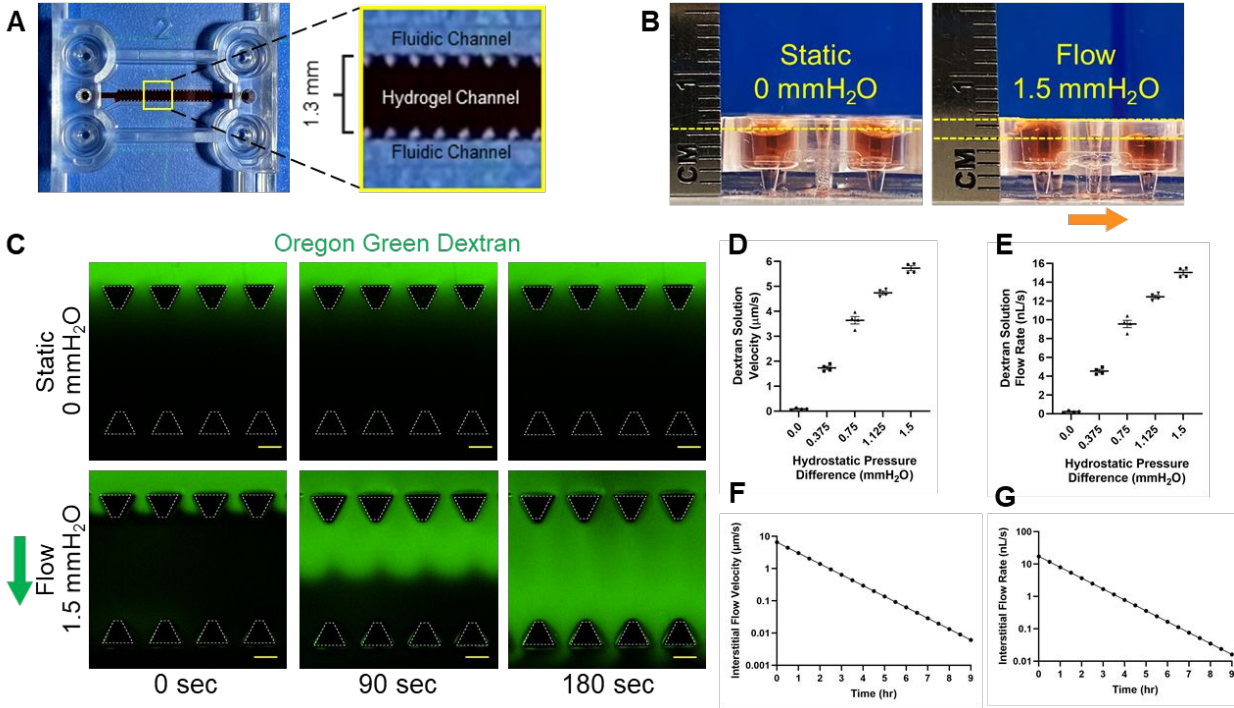 A
Fluidic Channel
1.3 mm
Hydrogel Channel
Fluidic Channel
B
Static
0 mmH₂O
1
CM
Flow
1.5 mmH₂O
1
CM
C
Oregon Green Dextran
Static
0 mmH₂O
Flow
1.5 mmH₂O
0 sec
90 sec
180 sec
D
Dextran Solution
Velocity (μm/s)
6
5
4
3
2
1
0
0.0
0.375
0.75
1.125
1.5
Hydrostatic Pressure
Difference (mmH₂O)
E
Dextran Solution
Flow Rate (nL/s)
16
14
12
10
8
6
4
2
0
0.0
0.375
0.75
1.125
1.5
Hydrostatic Pressure
Difference (mmH₂O)
F
Interstitial Flow Velocity (μm/s)
10
1
0.1
0.01
0.001
0 1 2 3 4 5 6 7 8 9
Time (hr)
G
Interstitial Flow Rate (nL/s)
100
10
1
0.1
0.01
0 1 2 3 4 5 6 7 8 9
Time (hr)